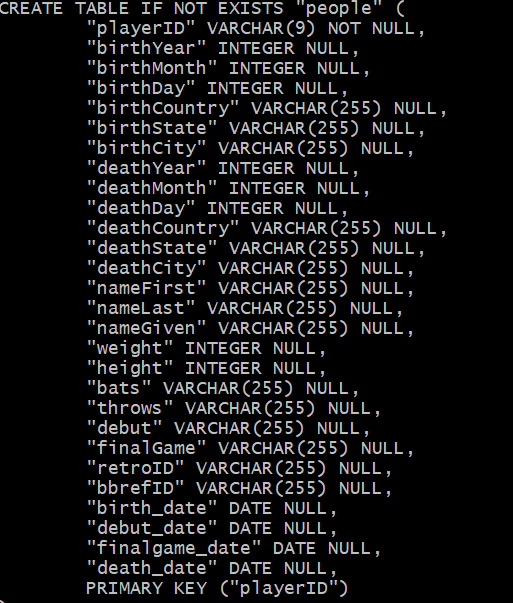 CREATE TABLE IF NOT EXISTS "people" (
"playerID" VARCHAR(9) NOT NULL,
"birthYear" INTEGER NULL,
"birthMonth" INTEGER NULL,
"birthDay" INTEGER NULL,
"birthCountry" VARCHAR(255) NULL,
"birthState" VARCHAR(255) NULL,
"birthCity" VARCHAR(255) NULL,
"deathYear" INTEGER NULL,
"deathMonth" INTEGER NULL,
"deathDay" INTEGER NULL,
"deathCountry" VARCHAR(255) NULL,
"deathState" VARCHAR(255) NULL,
"deathCity" VARCHAR(255) NULL,
"nameFirst" VARCHAR(255) NULL,
"nameLast" VARCHAR(255) NULL,
"nameGiven" VARCHAR(255) NULL,
"weight" INTEGER NULL,
"height" INTEGER NULL,
"bats" VARCHAR(255) NULL,
"throws" VARCHAR(255) NULL,
"debut" VARCHAR(255) NULL,
"finalGame" VARCHAR(255) NULL,
"retroID" VARCHAR(255) NULL,
"bbrefID" VARCHAR(255) NULL,
"birth_date" DATE NULL,
"debut_date" DATE NULL,
"finalgame_date" DATE NULL,
"death_date" DATE NULL,
PRIMARY KEY ("playerID")